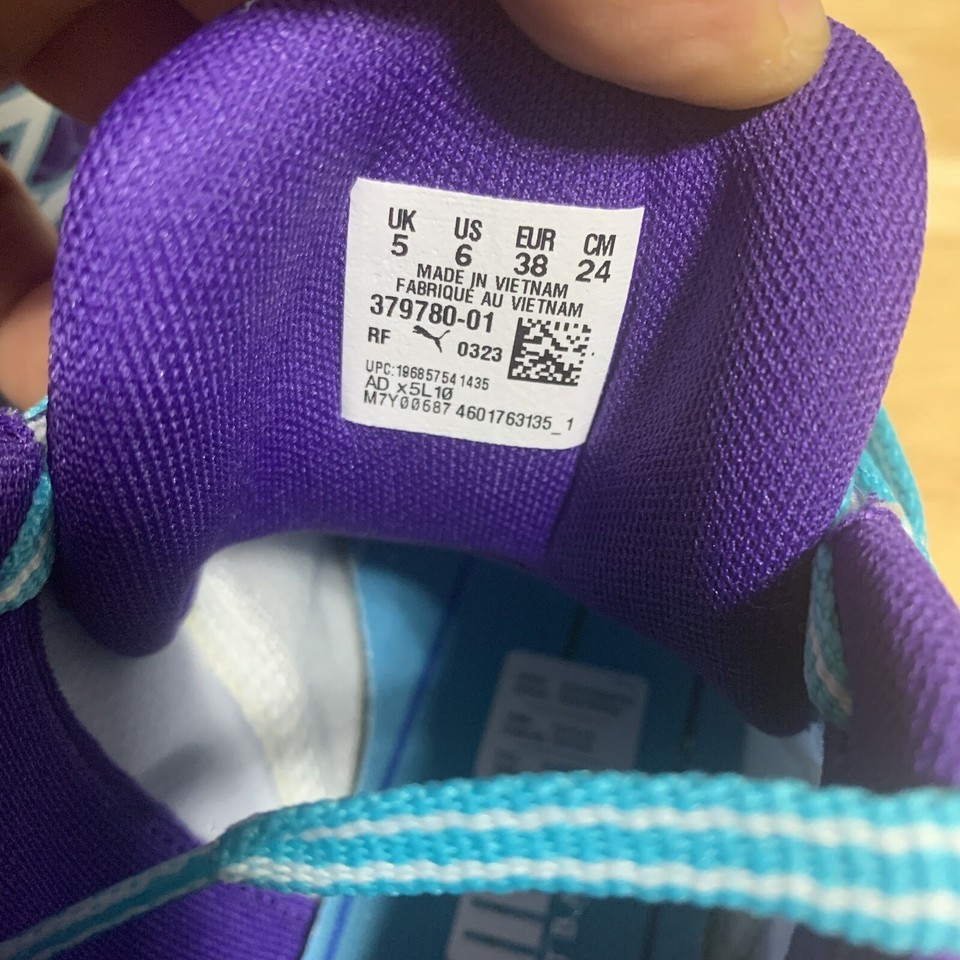 UK US EUR CM
5 6 38 24
MADE IN VIETNAM
FABRIQUÉ AU VIETNAM
379780-01
RF 0323
UPC:196857541435
AD x5L10
M7Y00687 4601763135_1